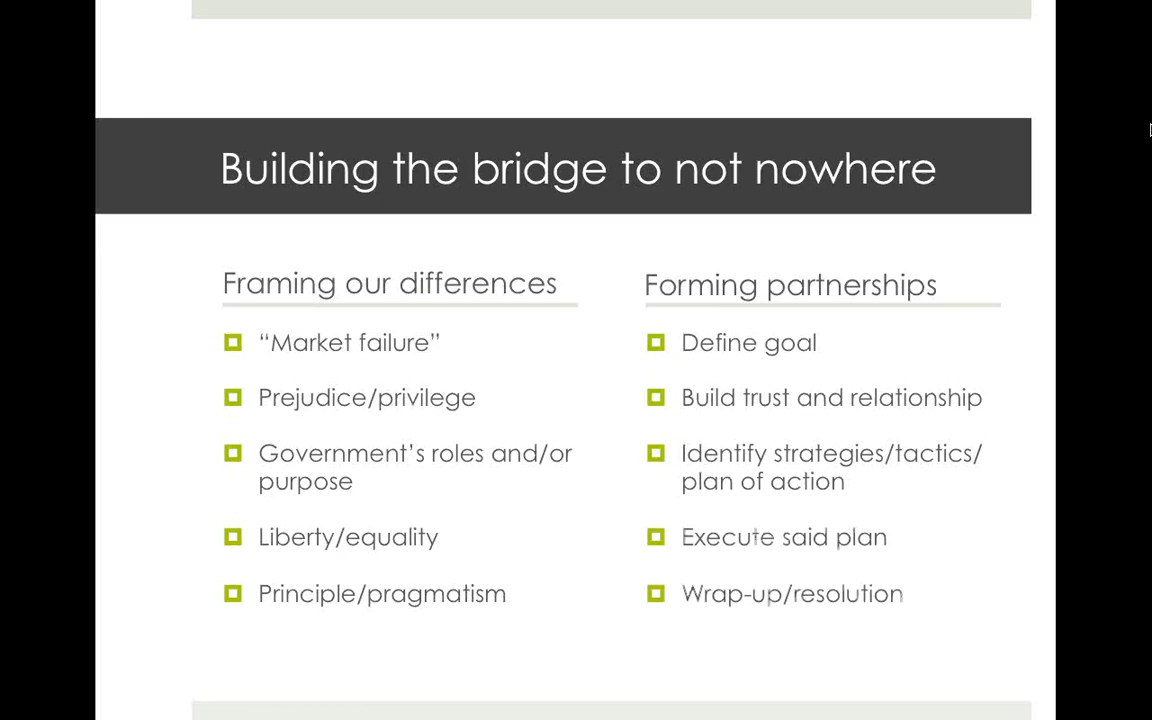 Building the bridge to not nowhere
Framing our differences
“Market failure”
Prejudice/privilege
Government’s roles and/or
purpose
Liberty/equality
Principle/pragmatism
Forming partnerships
Define goal
Build trust and relationship
Identify strategies/tactics/
plan of action
Execute said plan
Wrap-up/resolution